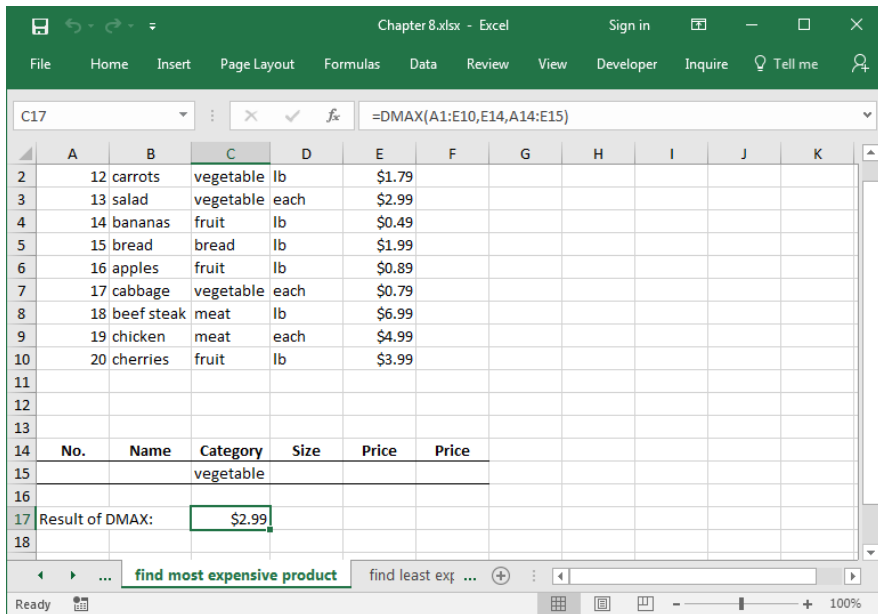 Chapter 8.xlsx - Excel Sign in
File Home Insert Page Layout Formulas Data Review View Developer Inquire Tell me
C17 fx =DMAX(A1:E10,E14,A14:E15)
A B C D E F G H I J K
2 12 carrots vegetable lb $1.79
3 13 salad vegetable each $2.99
4 14 bananas fruit lb $0.49
5 15 bread bread lb $1.99
6 16 apples fruit lb $0.89
7 17 cabbage vegetable each $0.79
8 18 beef steak meat lb $6.99
9 19 chicken meat each $4.99
10 20 cherries fruit lb $3.99
11
12
13
14 No. Name Category Size Price Price
15 vegetable
16
17 Result of DMAX: $2.99
18
... find most expensive product find least exp ...
Ready 100%